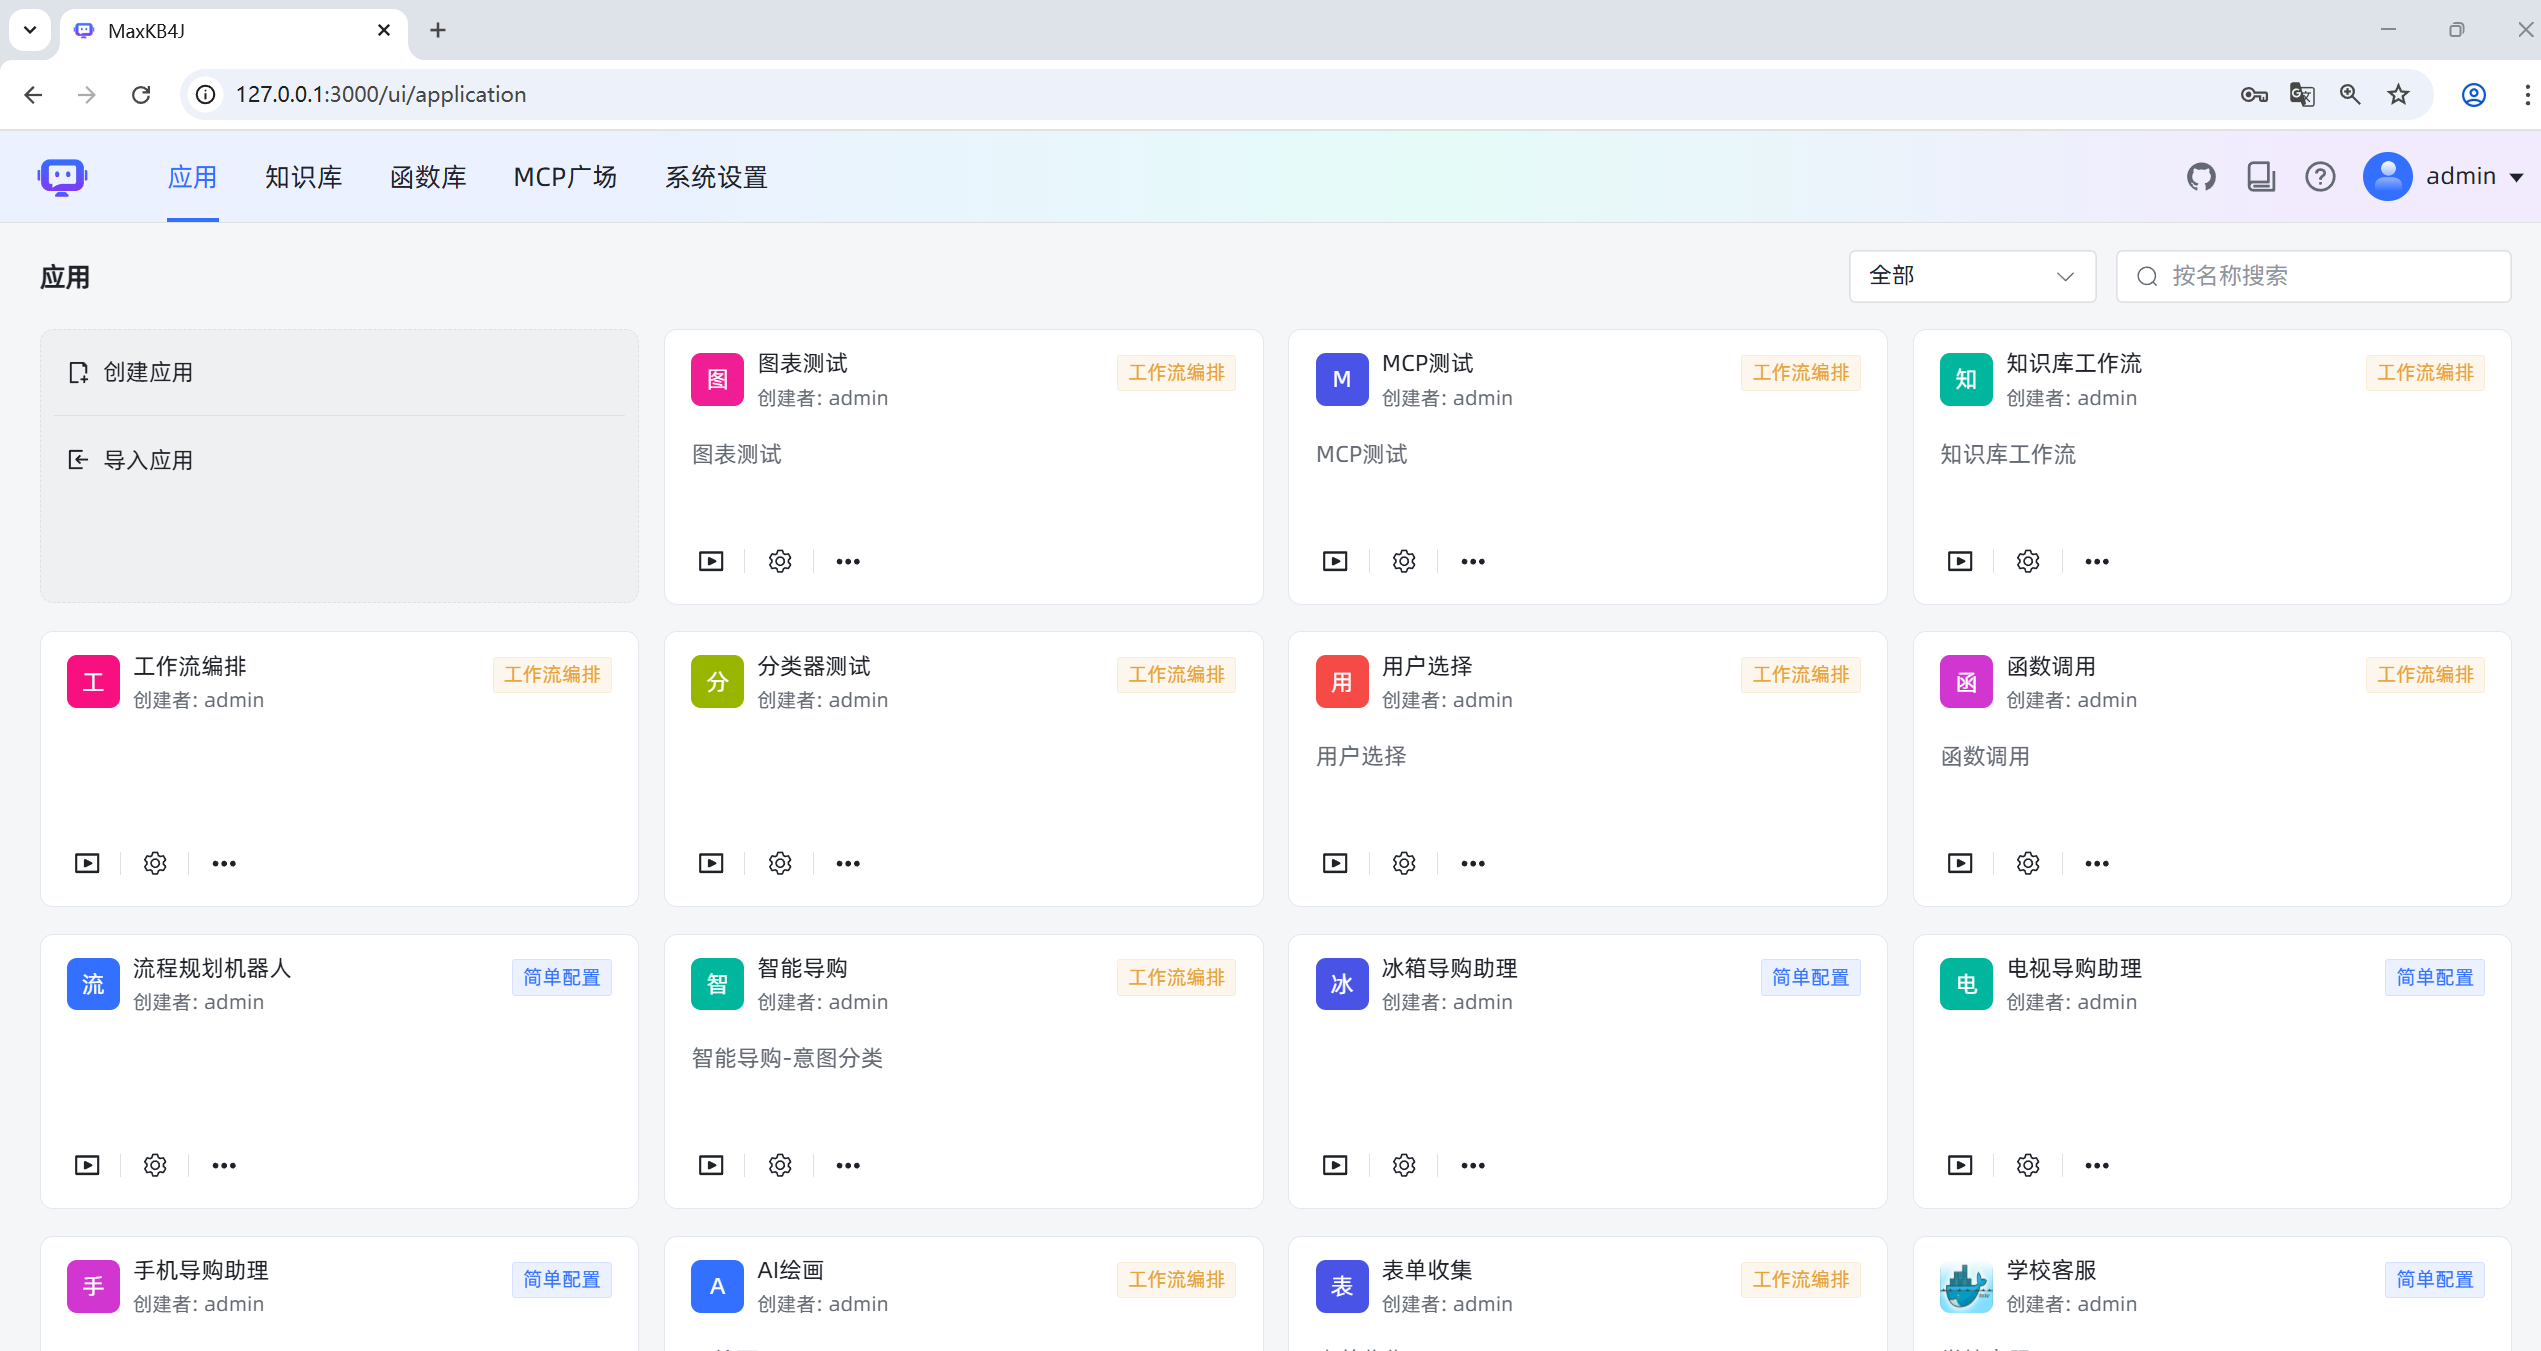 MaxKB4J
127.0.0.1:3000/ui/application
应用 知识库 函数库 MCP广场 系统设置 admin
应用 全部 按名称搜索
创建应用
导入应用
图 图表测试 工作流编排
创建者: admin
图表测试
M MCP测试 工作流编排
创建者: admin
MCP测试
知 知识库工作流 工作流编排
创建者: admin
知识库工作流
工 工作流编排 工作流编排
创建者: admin
分 分类器测试 工作流编排
创建者: admin
用 用户选择 工作流编排
创建者: admin
用户选择
函 函数调用 工作流编排
创建者: admin
函数调用
流 流程规划机器人 简单配置
创建者: admin
智 智能导购 工作流编排
创建者: admin
智能导购-意图分类
冰 冰箱导购助理 简单配置
创建者: admin
电 电视导购助理 简单配置
创建者: admin
手 手机导购助理 简单配置
创建者: admin
A AI绘画 工作流编排
创建者: admin
表 表单收集 工作流编排
创建者: admin
学校客服 简单配置
创建者: admin